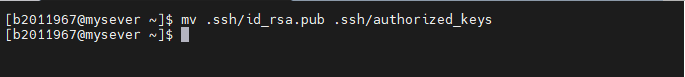 [b2011967@mysever ~]$ mv .ssh/id_rsa.pub .ssh/authorized_keys
[b2011967@mysever ~]$